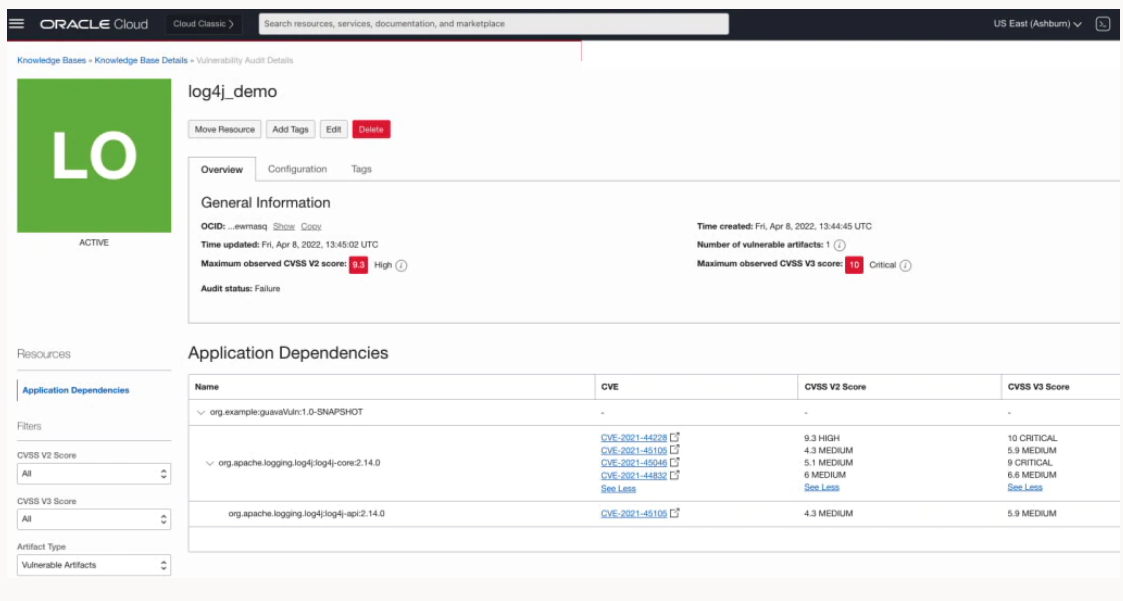 ORACLE Cloud
Cloud Classic >
Search resources, services, documentation, and marketplace
US East (Ashburn)
Knowledge Bases » Knowledge Base Details » Vulnerability Audit Details
LO
ACTIVE
log4j_demo
Move Resource
Add Tags
Edit
Delete
Overview
Configuration
Tags
General Information
OCID: ...ewmasq Show Copy
Time created: Fri, Apr 8, 2022, 13:44:45 UTC
Time updated: Fri, Apr 8, 2022, 13:45:02 UTC
Number of vulnerable artifacts: 1 i
Maximum observed CVSS V2 score: 9.3 High i
Maximum observed CVSS V3 score: 10 Critical i
Audit status: Failure
Resources
Application Dependencies
Filters
CVSS V2 Score
All
CVSS V3 Score
All
Artifact Type
Vulnerable Artifacts
Application Dependencies
Name CVE CVSS V2 Score CVSS V3 Score
org.example:guavaVuln:1.0-SNAPSHOT - - -
CVE-2021-44228 9.3 HIGH 10 CRITICAL
CVE-2021-45105 4.3 MEDIUM 5.9 MEDIUM
org.apache.logging.log4j:log4j-core:2.14.0 CVE-2021-45046 5.1 MEDIUM 9 CRITICAL
CVE-2021-44832 6 MEDIUM 6.6 MEDIUM
See Less See Less See Less
org.apache.logging.log4j:log4j-api:2.14.0 CVE-2021-45105 4.3 MEDIUM 5.9 MEDIUM